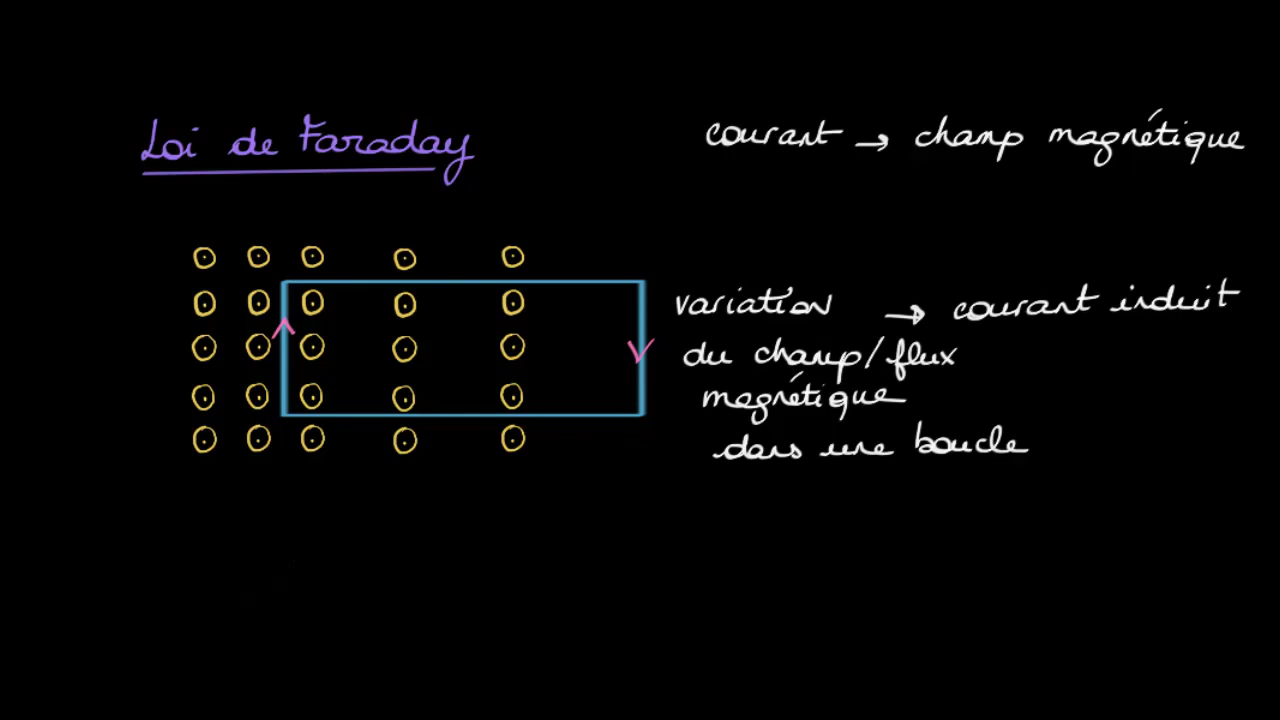 Loi de Faraday
courant → champ magnétique
variation → courant induit
du champ/flux
magnétique
dans une boucle